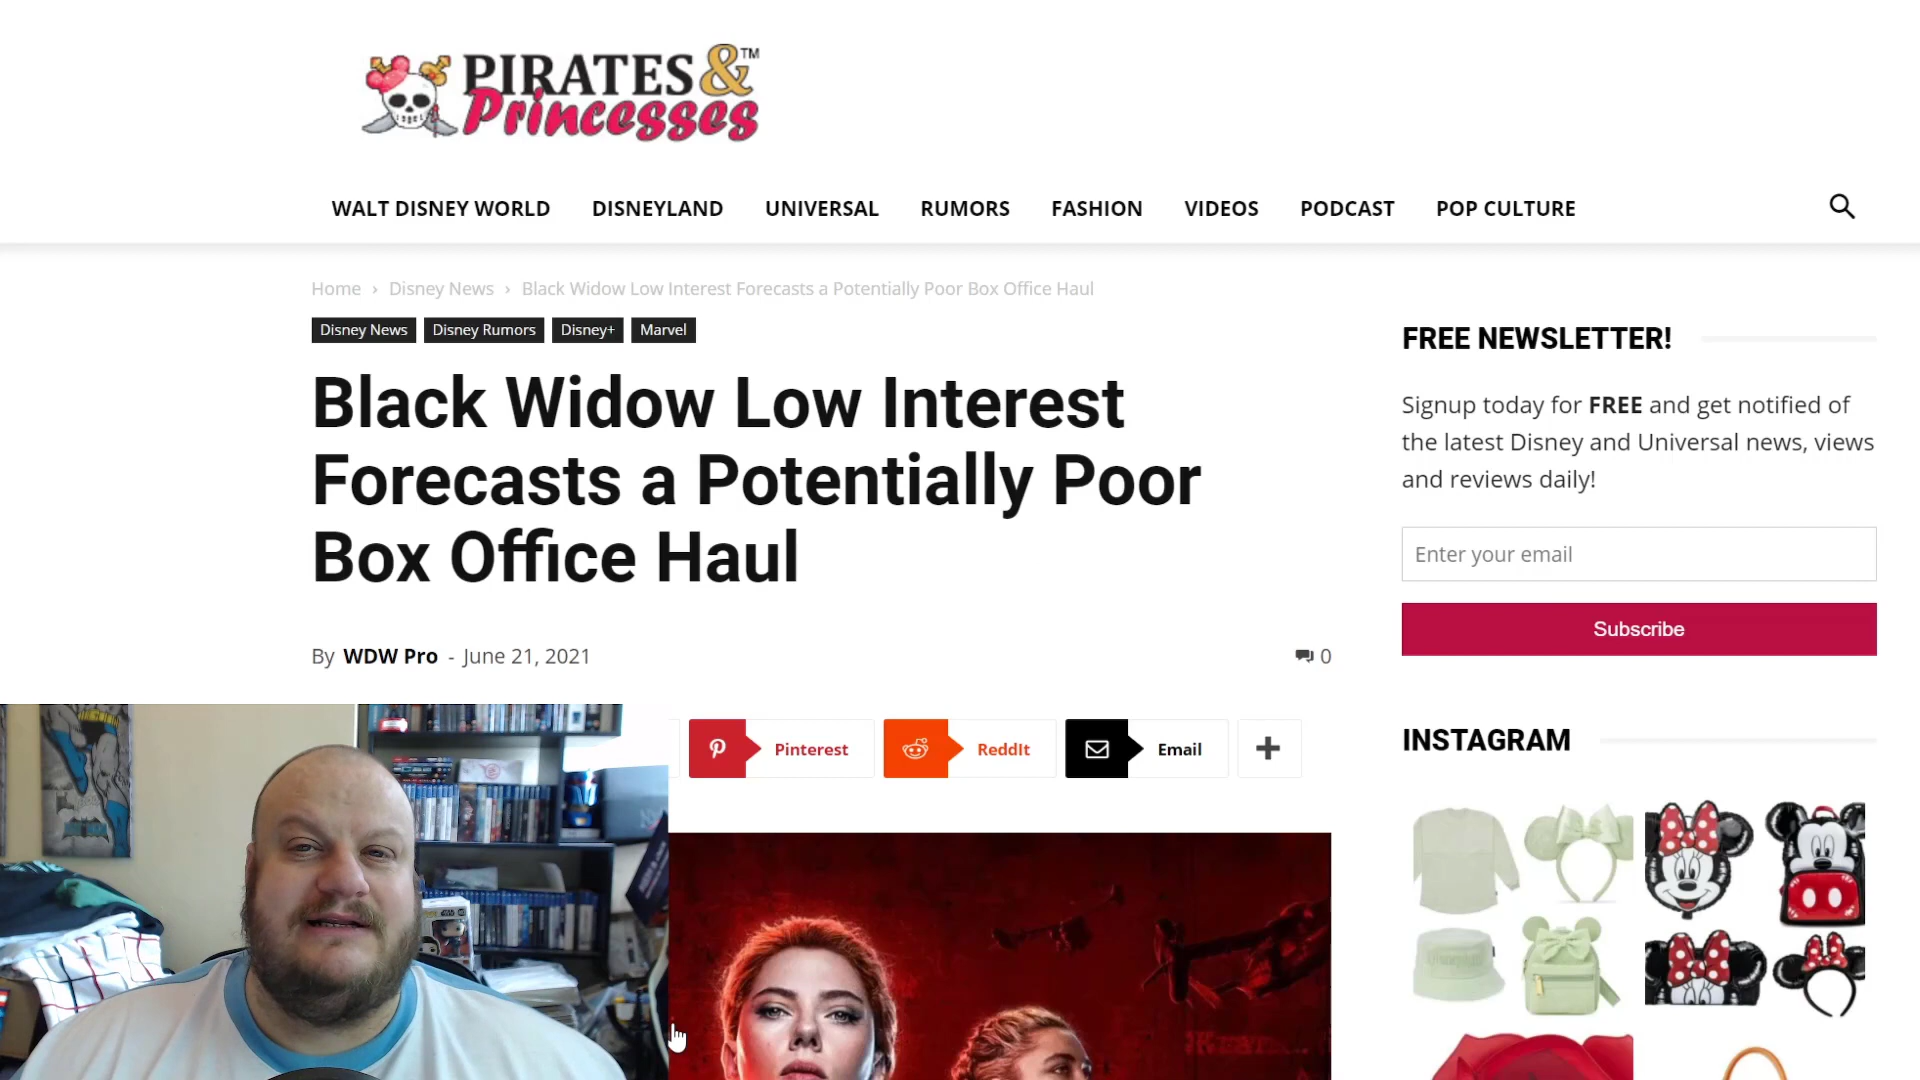 PIRATES &™
Princesses
WALT DISNEY WORLD DISNEYLAND UNIVERSAL RUMORS FASHION VIDEOS PODCAST POP CULTURE
Home › Disney News › Black Widow Low Interest Forecasts a Potentially Poor Box Office Haul
Disney News Disney Rumors Disney+ Marvel
Black Widow Low Interest
Forecasts a Potentially Poor
Box Office Haul
By WDW Pro - June 21, 2021
0
Pinterest ReddIt Email
FREE NEWSLETTER!
Signup today for FREE and get notified of
the latest Disney and Universal news, views
and reviews daily!
Enter your email
Subscribe
INSTAGRAM